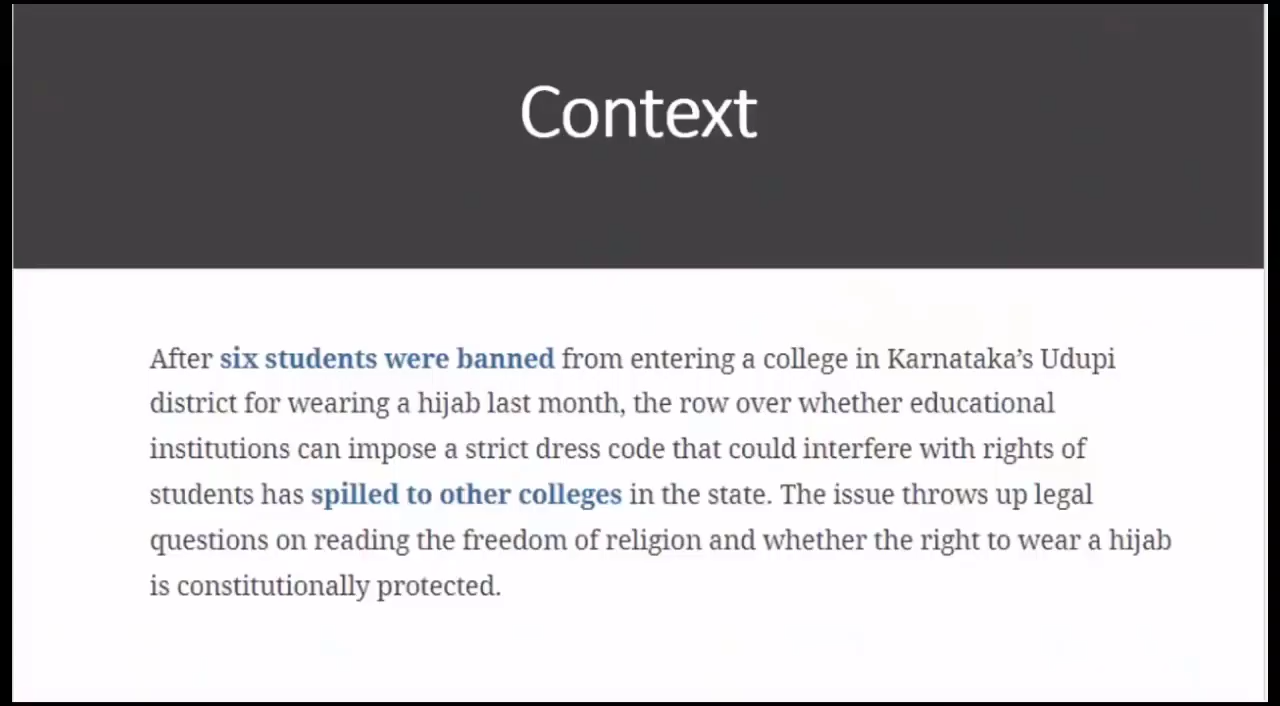 Context
After six students were banned from entering a college in Karnataka’s Udupi
district for wearing a hijab last month, the row over whether educational
institutions can impose a strict dress code that could interfere with rights of
students has spilled to other colleges in the state. The issue throws up legal
questions on reading the freedom of religion and whether the right to wear a hijab
is constitutionally protected.